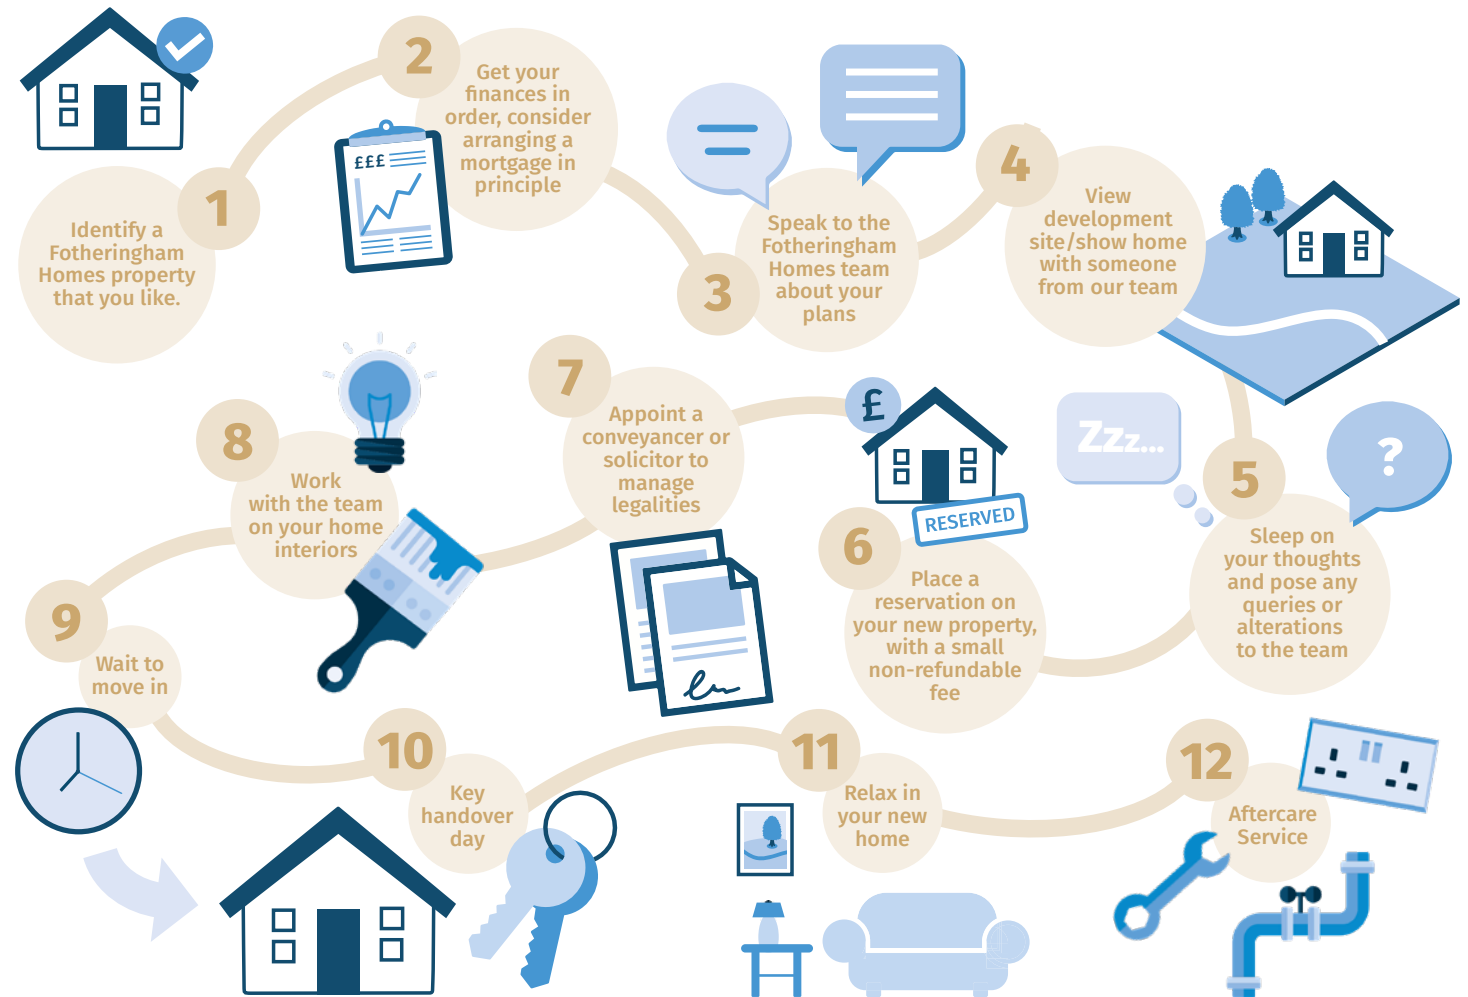 1
Identify a
Fotheringham
Homes property
that you like.
2
Get your
finances in
order, consider
arranging a
mortgage in
principle
£££
3
Speak to the
Fotheringham
Homes team
about your
plans
4
View
development
site/show home
with someone
from our team
5
Sleep on
your thoughts
and pose any
queries or
alterations
to the team
Zzz...
?
6
Place a
reservation on
your new property,
with a small
non-refundable
fee
£
RESERVED
7
Appoint a
conveyancer or
solicitor to
manage
legalities
8
Work
with the team
on your home
interiors
9
Wait to
move in
10
Key
handover
day
11
Relax in
your new
home
12
Aftercare
Service